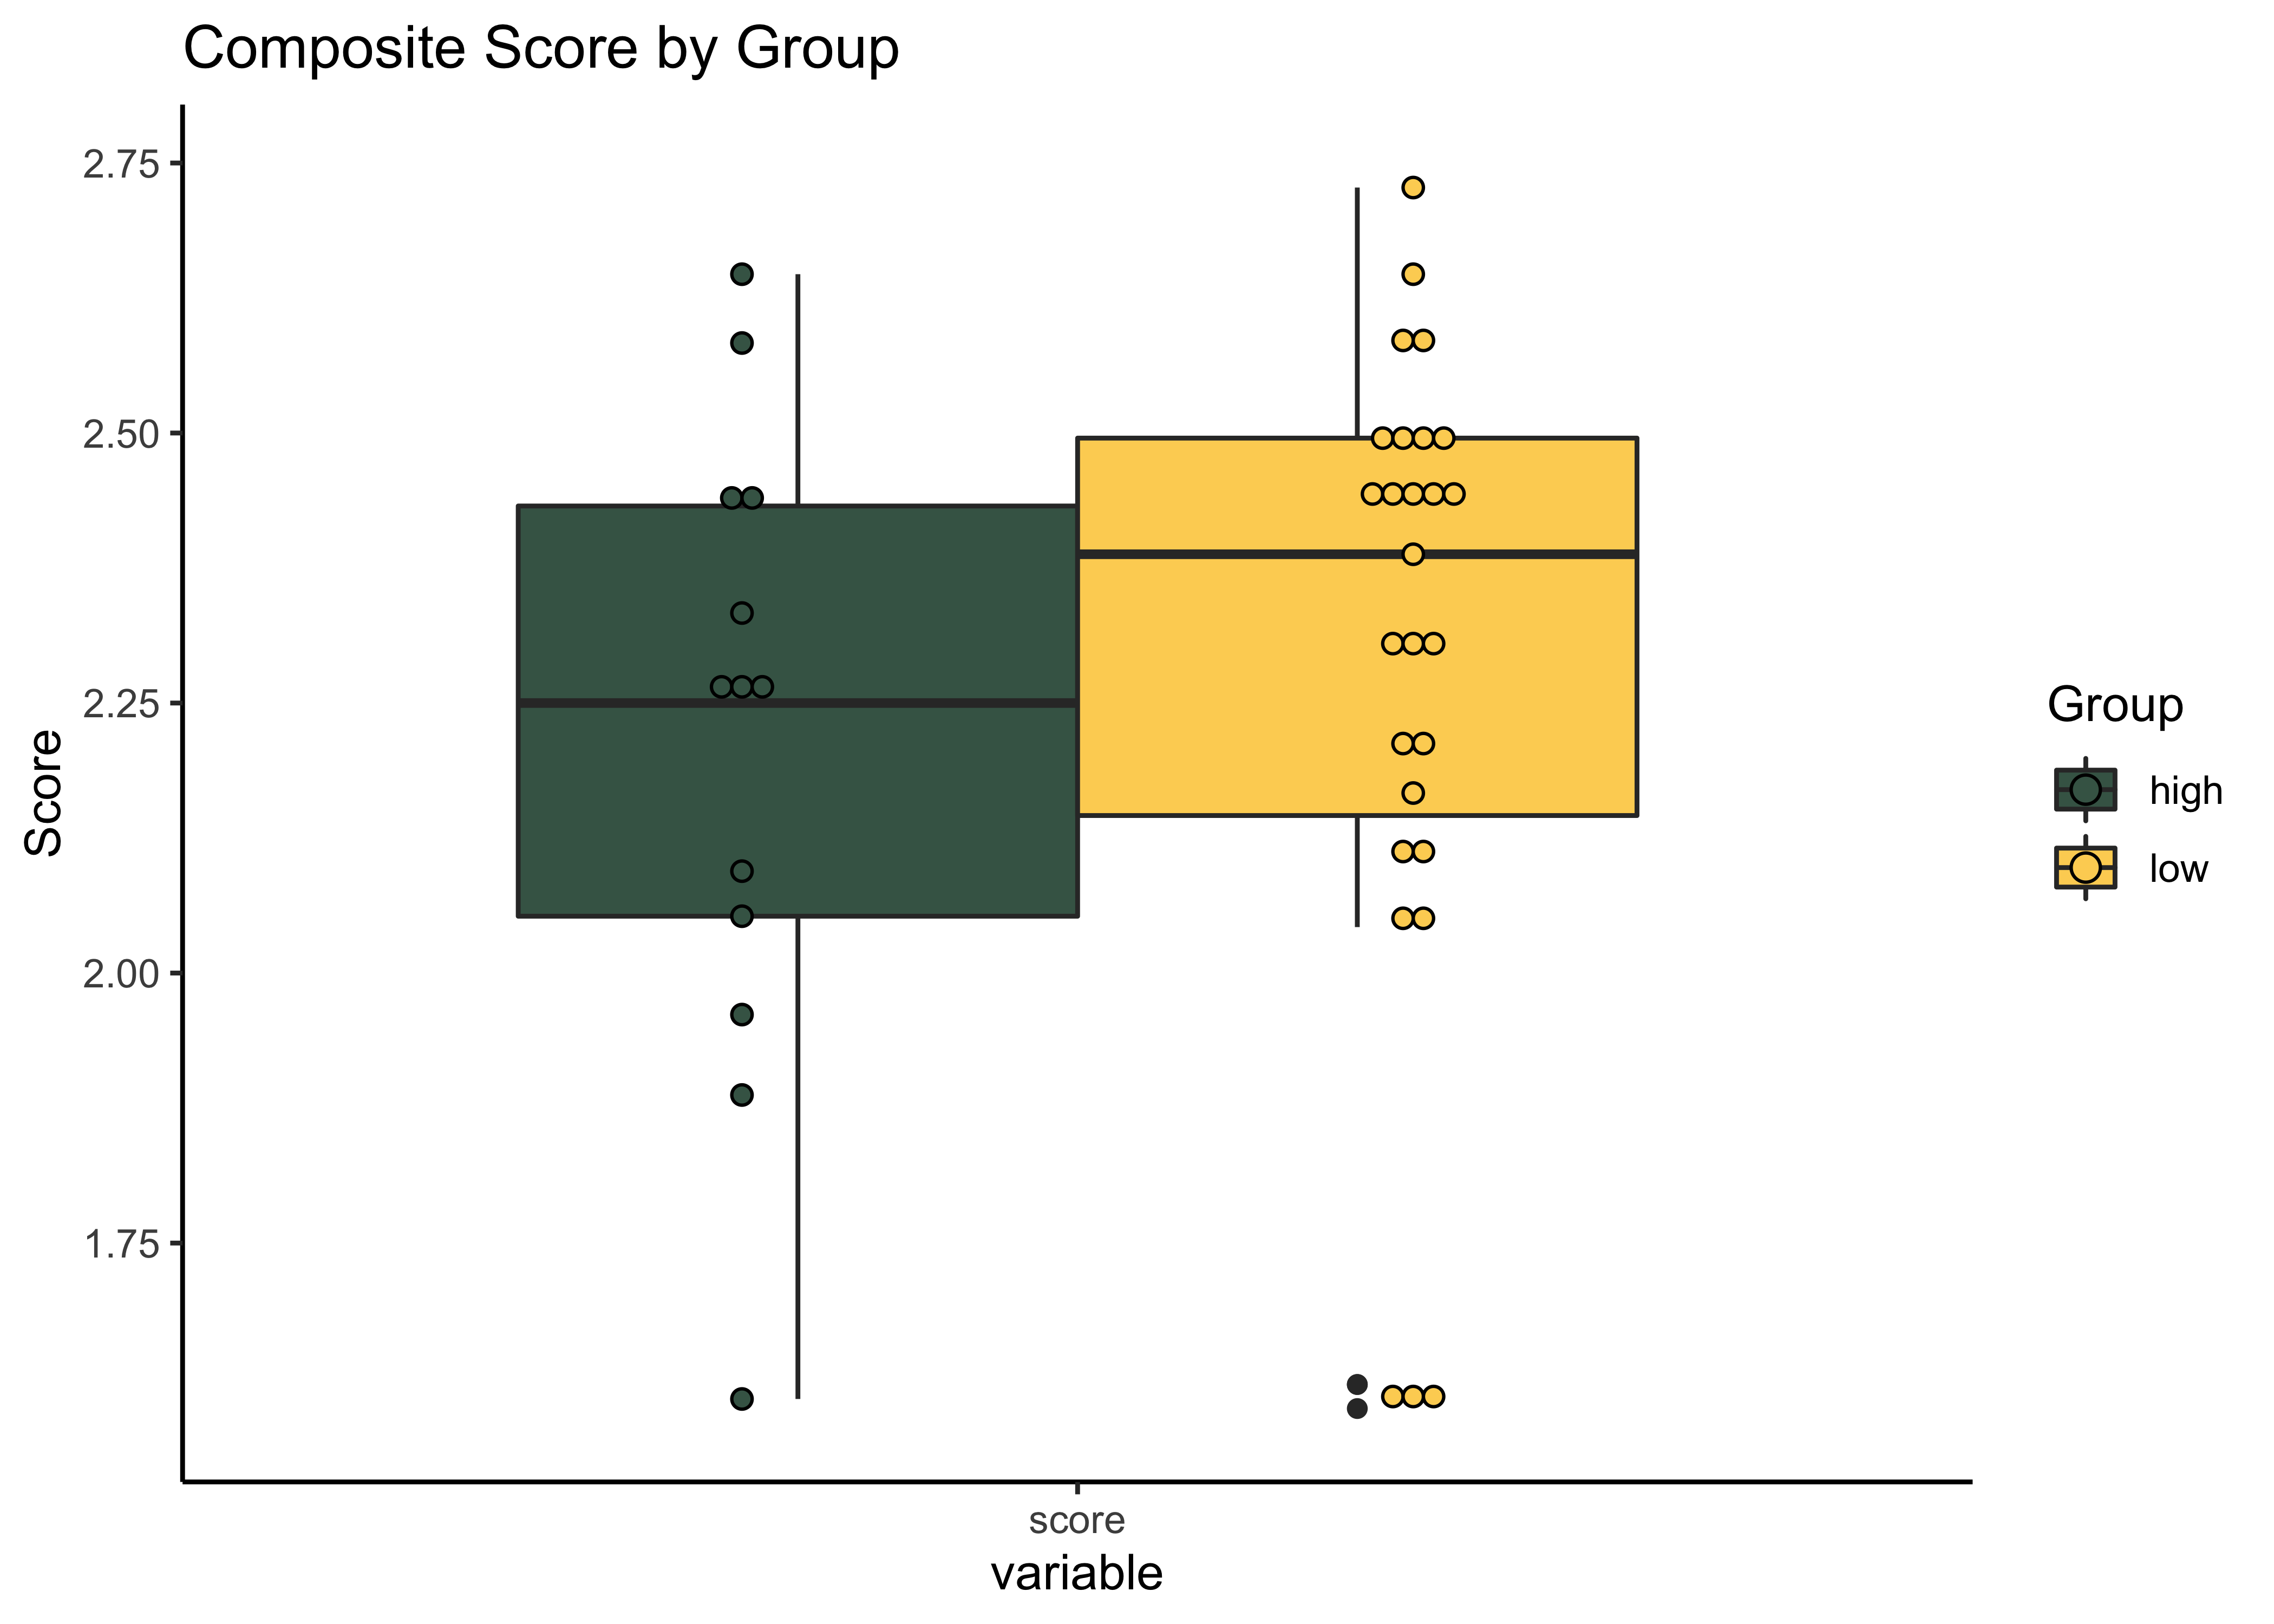 Composite Score by Group
2.75
2.50
2.25
2.00
1.75
Score
score
variable
Group
high
low